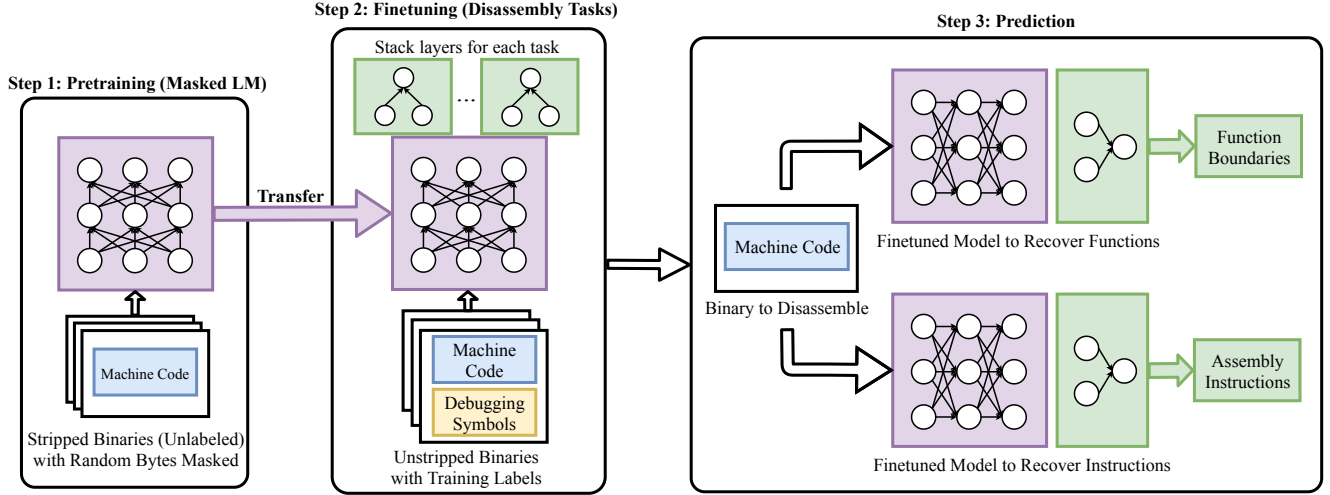 Step 1: Pretraining (Masked LM)
Machine Code
Stripped Binaries (Unlabeled)
with Random Bytes Masked
Transfer
Step 2: Finetuning (Disassembly Tasks)
Stack layers for each task
...
Machine
Code
Debugging
Symbols
Unstripped Binaries
with Training Labels
Step 3: Prediction
Machine Code
Binary to Disassemble
Finetuned Model to Recover Functions
Function
Boundaries
Finetuned Model to Recover Instructions
Assembly
Instructions